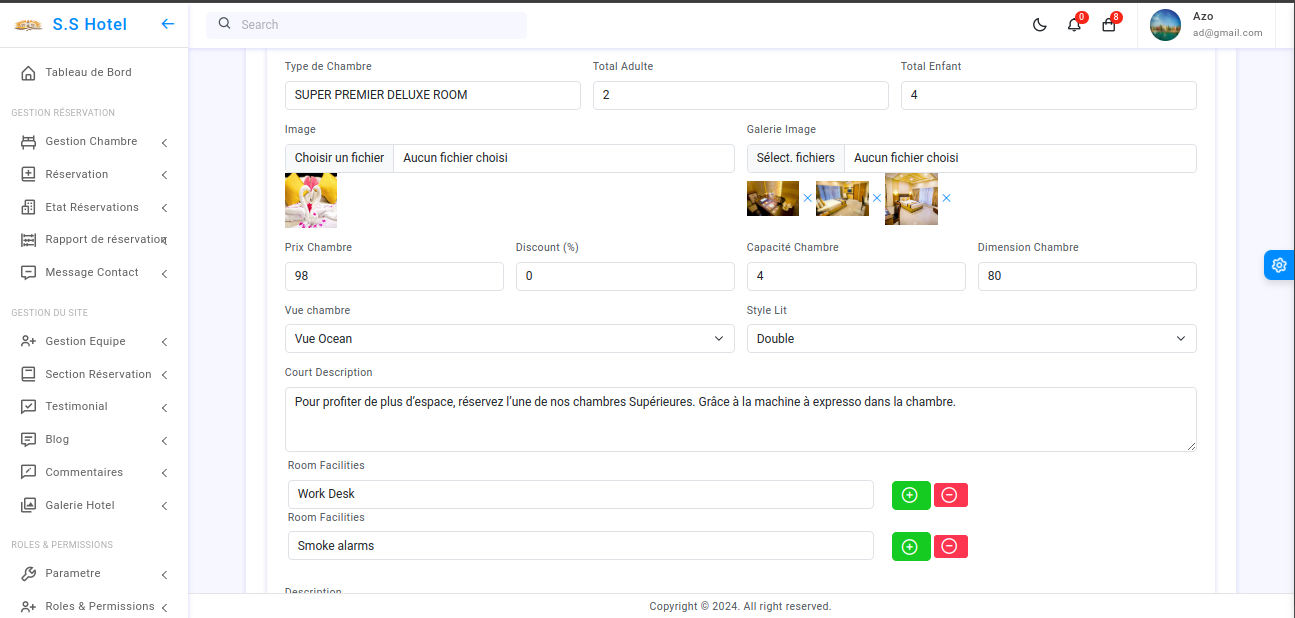 S.S Hotel
Search
0
8
Azo
ad@gmail.com
Tableau de Bord
GESTION RÉSERVATION
Gestion Chambre
Réservation
Etat Réservations
Rapport de réservation
Message Contact
GESTION DU SITE
Gestion Equipe
Section Réservation
Testimonial
Blog
Commentaires
Galerie Hotel
ROLES & PERMISSIONS
Parametre
Roles & Permissions
Type de Chambre
Total Adulte
Total Enfant
SUPER PREMIER DELUXE ROOM
2
4
Image
Galerie Image
Choisir un fichier Aucun fichier choisi
Sélect. fichiers Aucun fichier choisi
Prix Chambre
Discount (%)
Capacité Chambre
Dimension Chambre
98
0
4
80
Vue chambre
Style Lit
Vue Ocean
Double
Court Description
Pour profiter de plus d’espace, réservez l’une de nos chambres Supérieures. Grâce à la machine à expresso dans la chambre.
Room Facilities
Work Desk
Room Facilities
Smoke alarms
Description
Copyright © 2024. All right reserved.